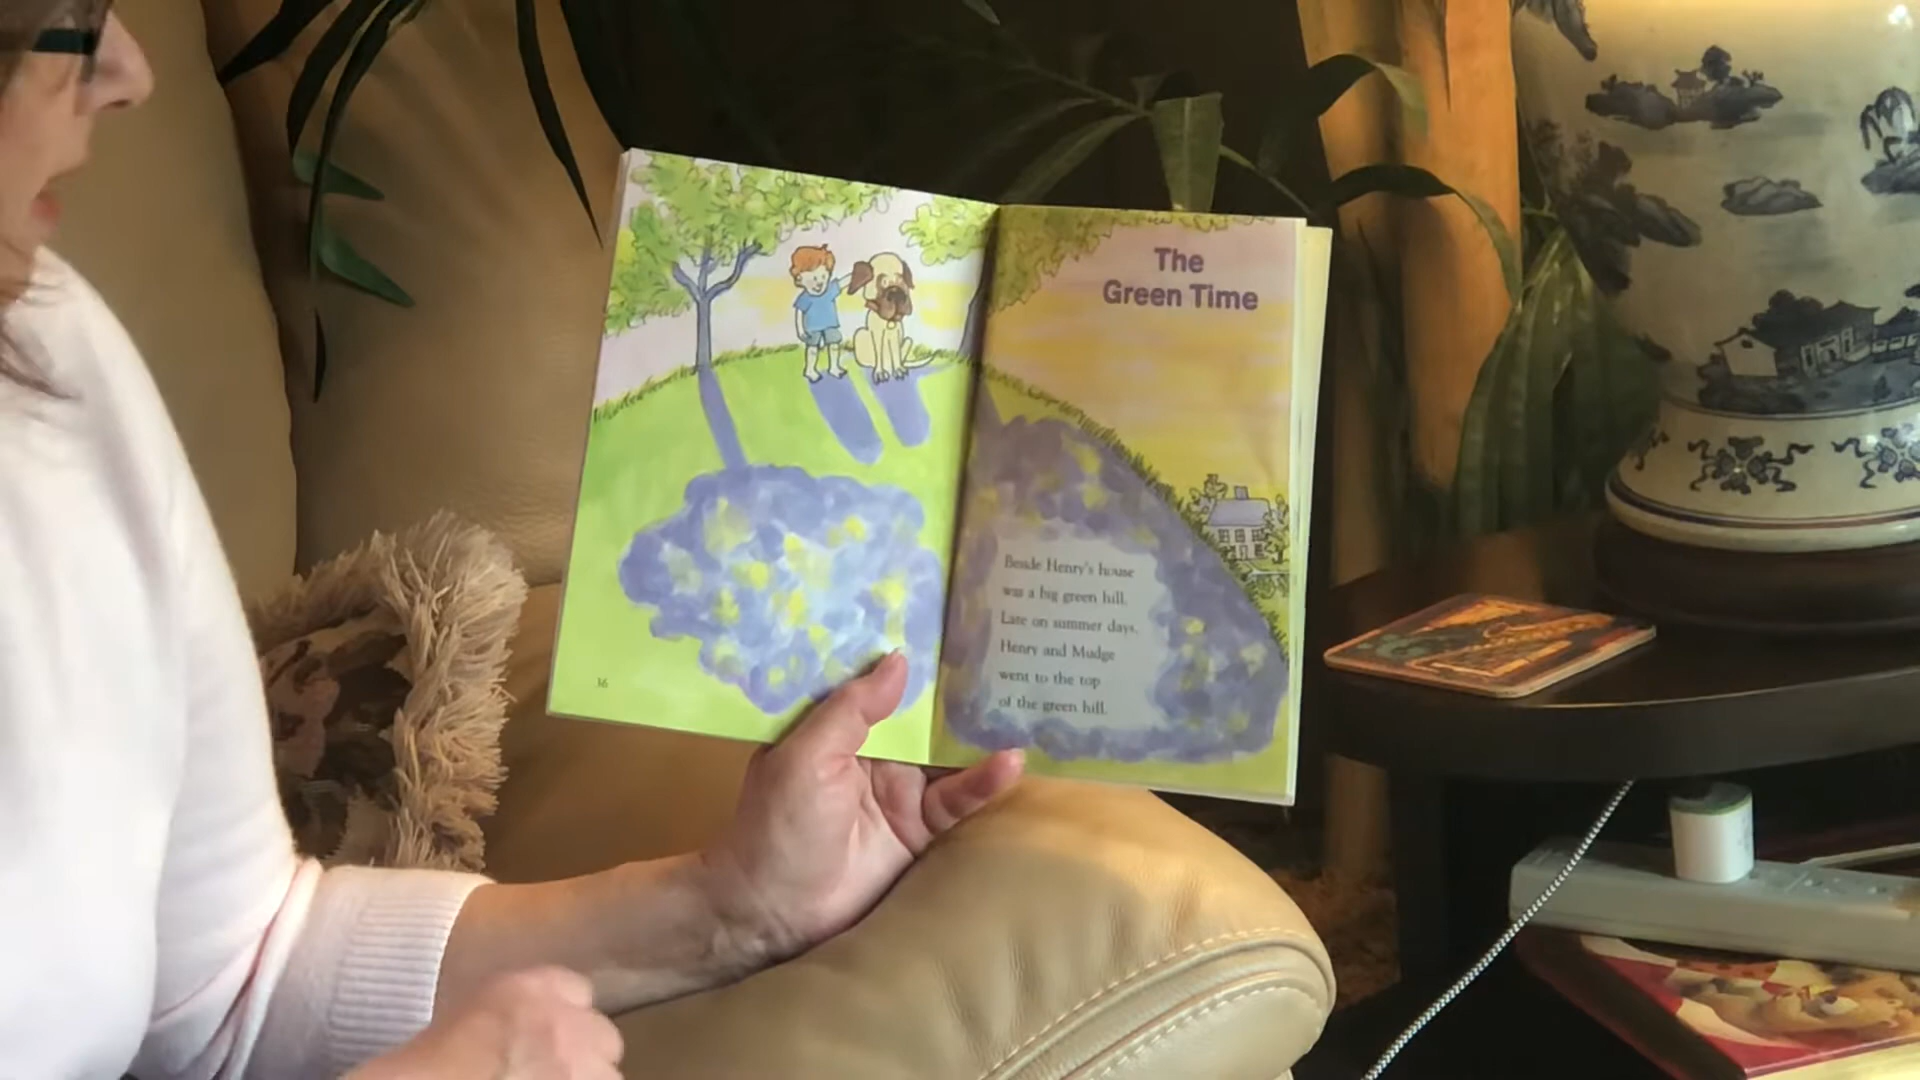 The
Green Time
Beside Henry's house
was a big green hill.
Late on summer days,
Henry and Mudge
went to the top
of the green hill.
16